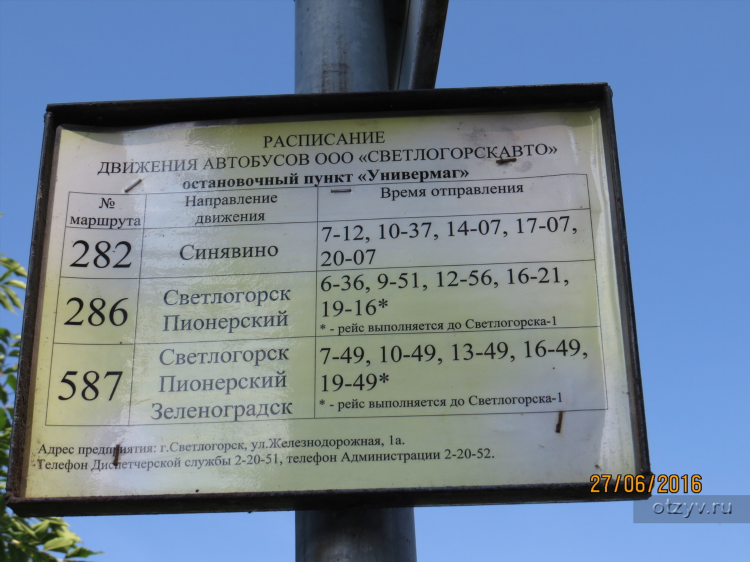 РАСПИСАНИЕ
ДВИЖЕНИЯ АВТОБУСОВ ООО «СВЕТЛОГОРСКАВТО»
остановочный пункт «Универмаг»
№ маршрута
Направление движения
Время отправления
282
Синявино
7-12, 10-37, 14-07, 17-07,
20-07
286
Светлогорск
Пионерский
6-36, 9-51, 12-56, 16-21,
19-16*
* - рейс выполняется до Светлогорска-1
587
Светлогорск
Пионерский
Зеленоградск
7-49, 10-49, 13-49, 16-49,
19-49*
* - рейс выполняется до Светлогорска-1
Адрес предприятия: г.Светлогорск, ул.Железнодорожная, 1а.
Телефон Диспетчерской службы 2-20-51, телефон Администрации 2-20-52.
27/06/2016
otzyv.ru